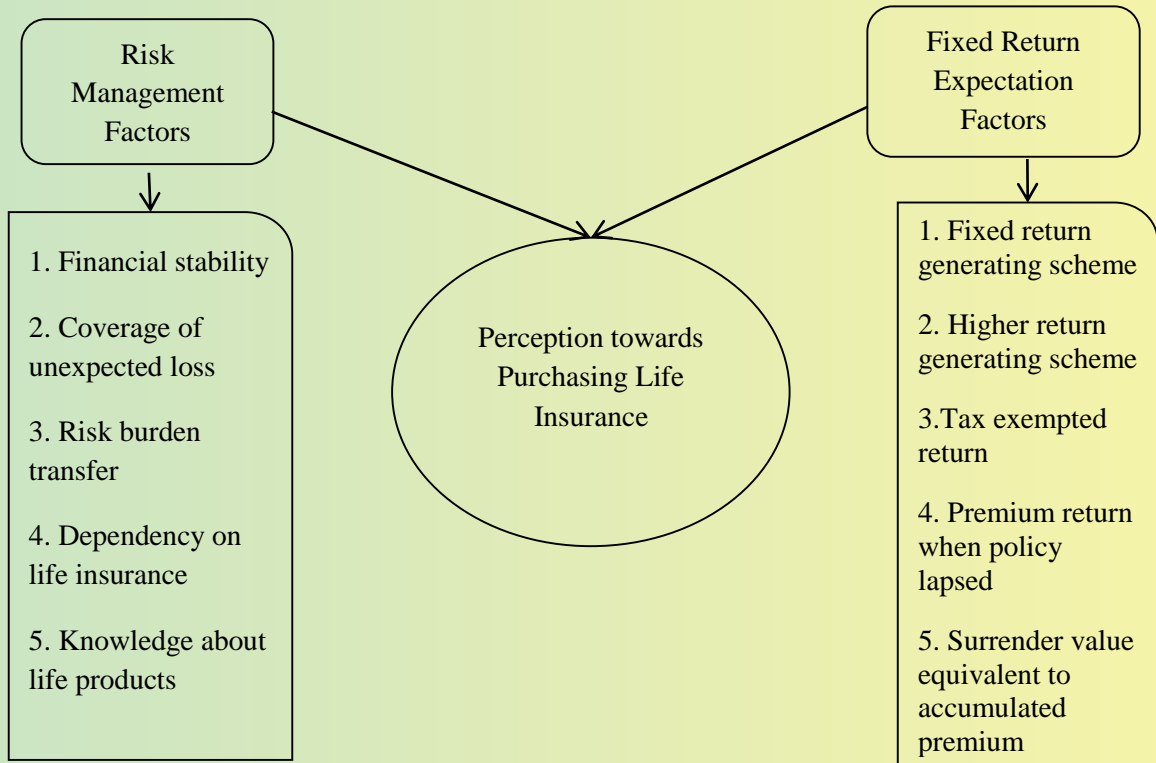 Risk
Management
Factors
1. Financial stability
2. Coverage of
unexpected loss
3. Risk burden
transfer
4. Dependency on
life insurance
5. Knowledge about
life products
Perception towards
Purchasing Life
Insurance
Fixed Return
Expectation
Factors
1. Fixed return
generating scheme
2. Higher return
generating scheme
3.Tax exempted
return
4. Premium return
when policy
lapsed
5. Surrender value
equivalent to
accumulated
premium